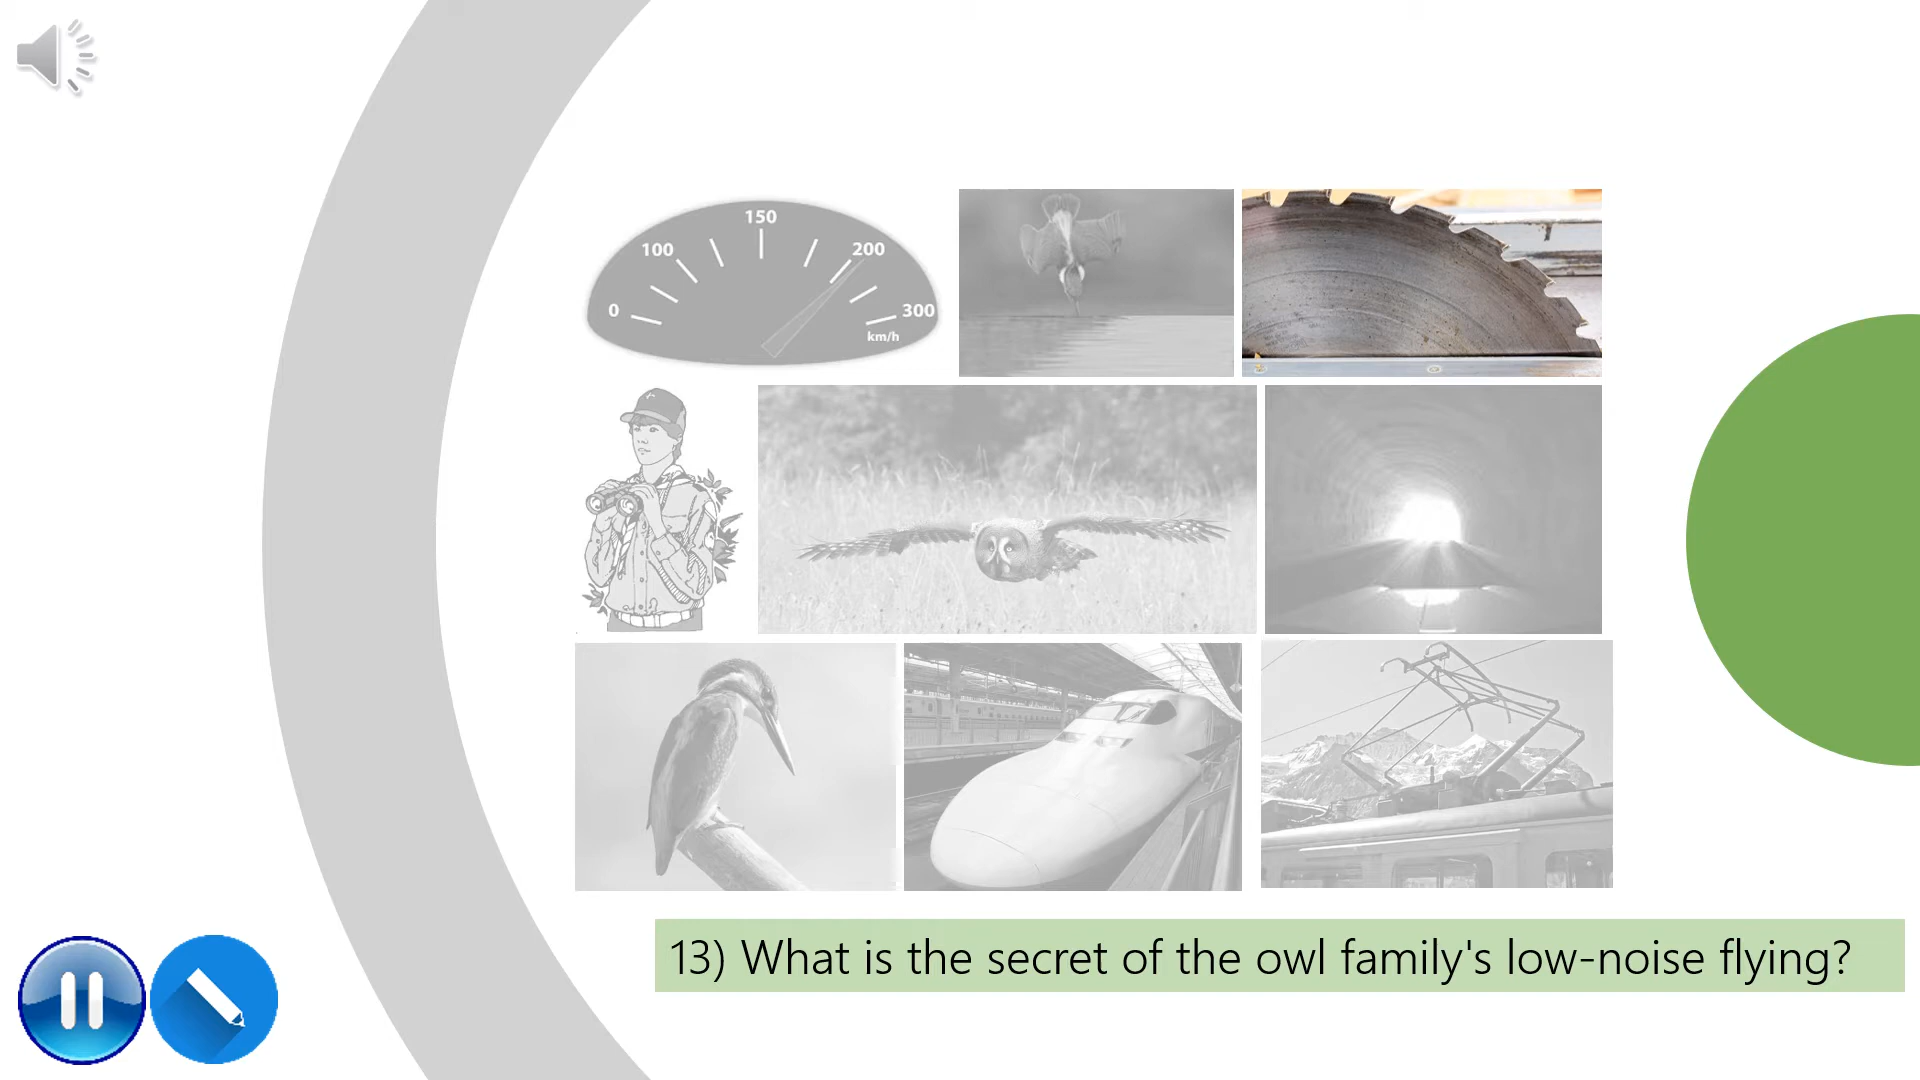 150
100
200
0
300
km/h
13) What is the secret of the owl family's low-noise flying?